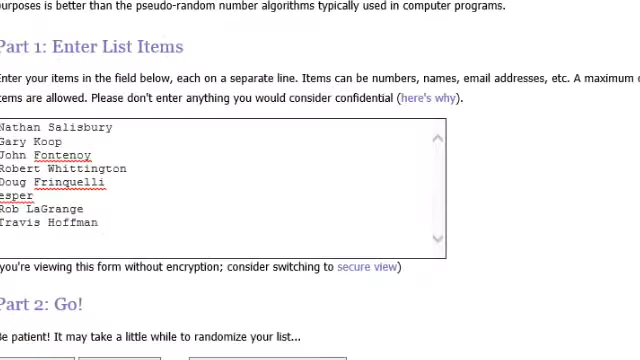 purposes is better than the pseudo-random number algorithms typically used in computer programs.
Part 1: Enter List Items
Enter your items in the field below, each on a separate line. Items can be numbers, names, email addresses, etc. A maximum o
items are allowed. Please don't enter anything you would consider confidential (here's why).
Nathan Salisbury
Gary Koop
John Fontenoy
Robert Whittington
Doug Frinquelli
esper
Rob LaGrange
Travis Hoffman
you're viewing this form without encryption; consider switching to secure view)
Part 2: Go!
Be patient! It may take a little while to randomize your list...